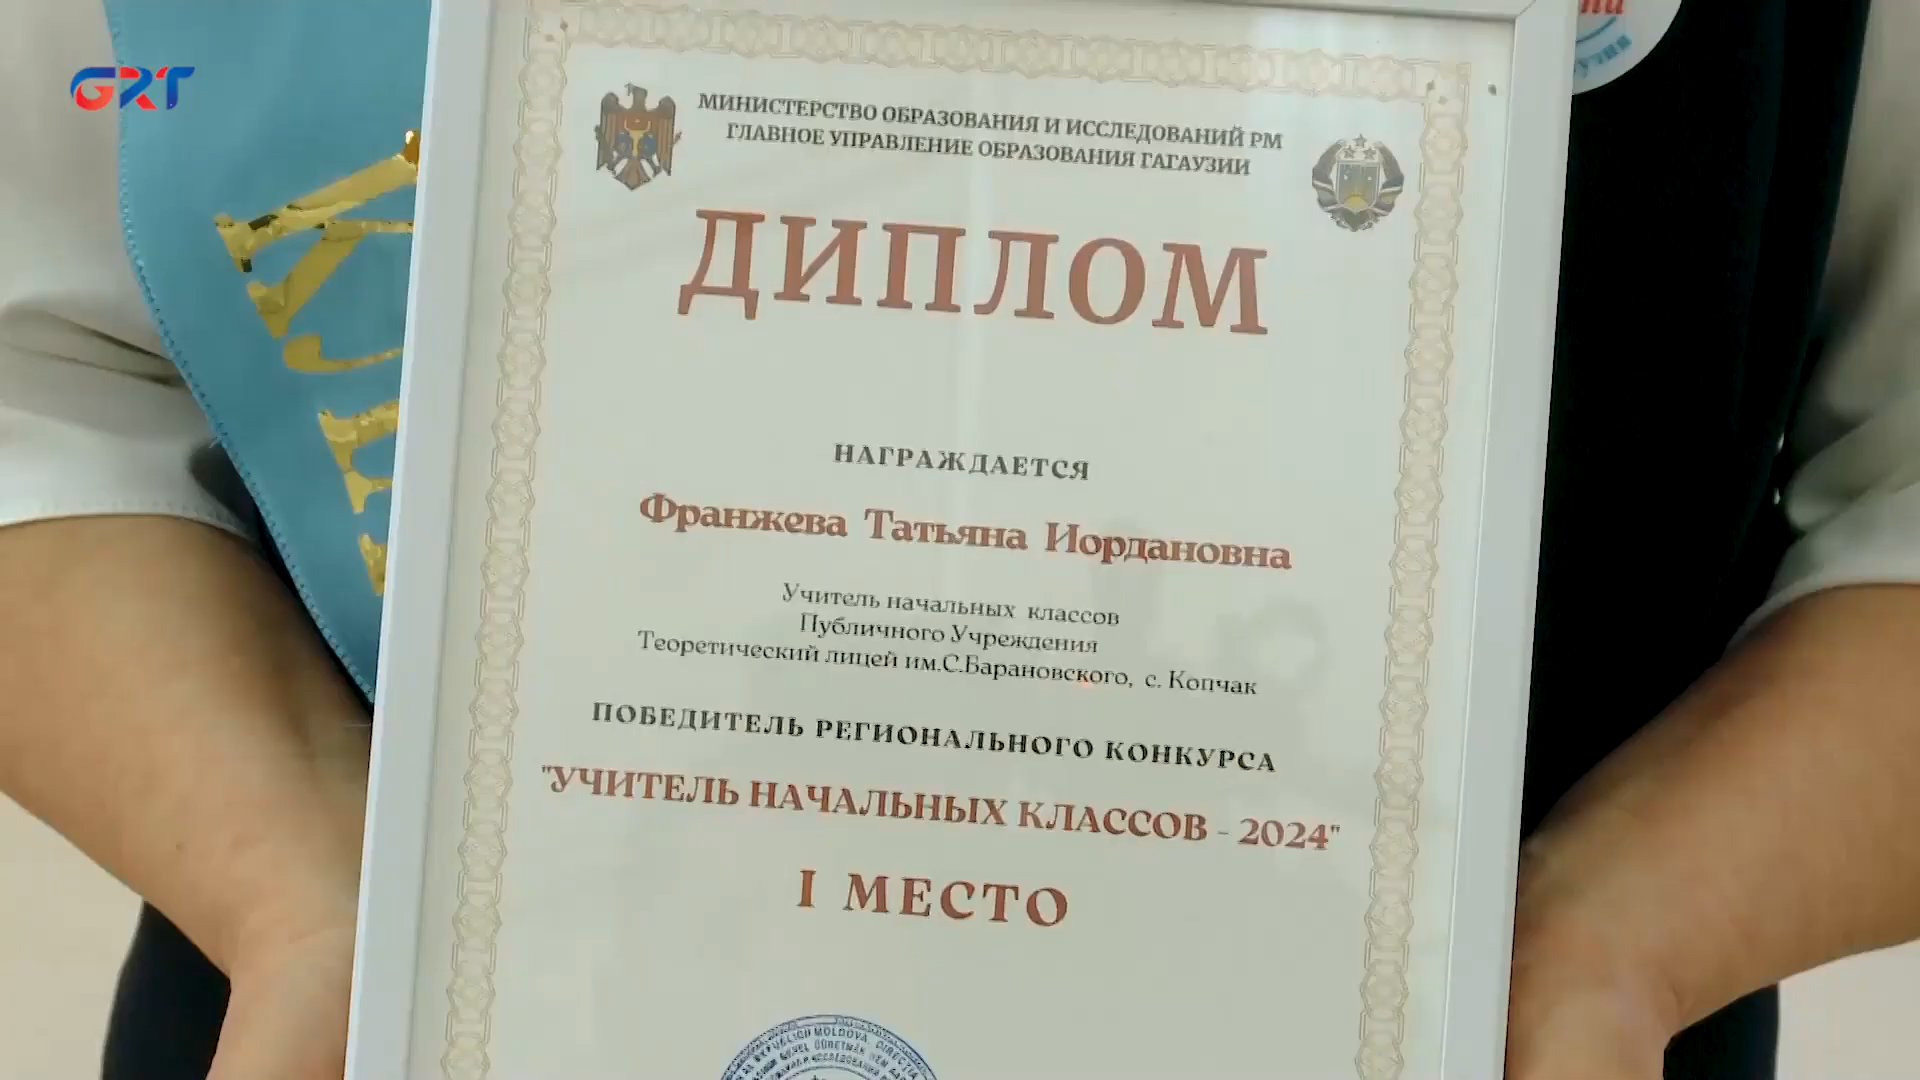 GRT
МИНИСТЕРСТВО ОБРАЗОВАНИЯ И ИССЛЕДОВАНИЙ РМ
ГЛАВНОЕ УПРАВЛЕНИЕ ОБРАЗОВАНИЯ ГАГАУЗИИ
ДИПЛОМ
НАГРАЖДАЕТСЯ
Франжева Татьяна Иордановна
Учитель начальных классов
Публичного Учреждения
Теоретический лицей им.С.Барановского, с. Копчак
ПОБЕДИТЕЛЬ РЕГИОНАЛЬНОГО КОНКУРСА
"УЧИТЕЛЬ НАЧАЛЬНЫХ КЛАССОВ - 2024"
I МЕСТО